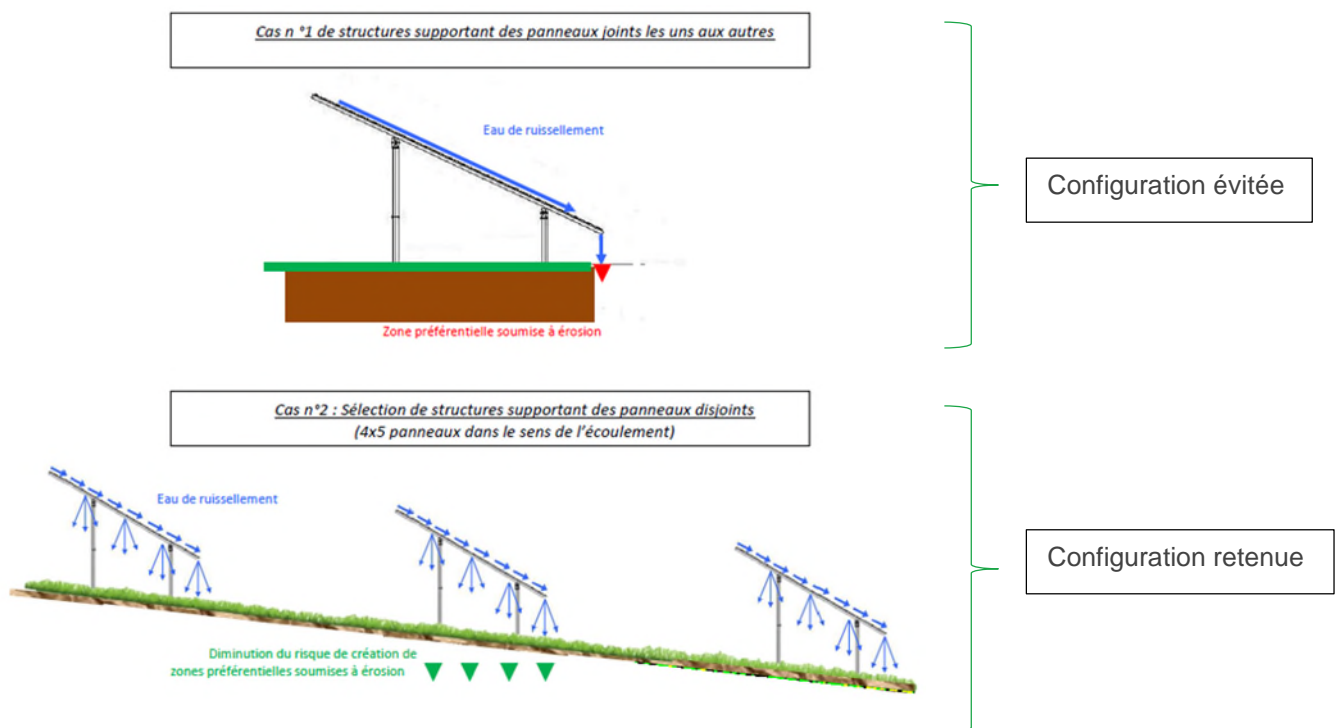 Cas n °1 de structures supportant des panneaux joints les uns aux autres
Eau de ruissellement
Configuration évitée
Zone préférentielle soumise à érosion
Cas n°2 : Sélection de structures supportant des panneaux disjoints
(4x5 panneaux dans le sens de l'écoulement)
Eau de ruissellement
Configuration retenue
Diminution du risque de création de
zones préférentielles soumises à érosion